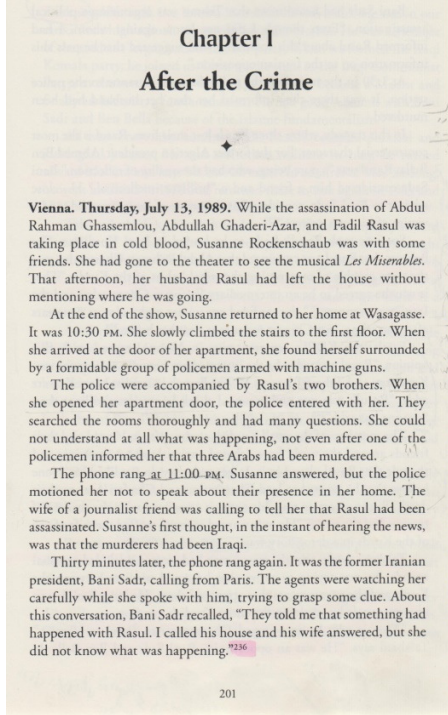 Chapter I
After the Crime
Vienna. Thursday, July 13, 1989. While the assassination of Abdul
Rahman Ghassemlou, Abdullah Ghaderi-Azar, and Fadil Rasul was
taking place in cold blood, Susanne Rockenschaub was with some
friends. She had gone to the theater to see the musical Les Miserables.
That afternoon, her husband Rasul had left the house without
mentioning where he was going.
At the end of the show, Susanne returned to her home at Wasagasse.
It was 10:30 PM. She slowly climbed the stairs to the first floor. When
she arrived at the door of her apartment, she found herself surrounded
by a formidable group of policemen armed with machine guns.
The police were accompanied by Rasul's two brothers. When
she opened her apartment door, the police entered with her. They
searched the rooms thoroughly and had many questions. She could
not understand at all what was happening, not even after one of the
policemen informed her that three Arabs had been murdered.
The phone rang at 11:00 PM. Susanne answered, but the police
motioned her not to speak about their presence in her home. The
wife of a journalist friend was calling to tell her that Rasul had been
assassinated. Susanne's first thought, in the instant of hearing the news,
was that the murderers had been Iraqi.
Thirty minutes later, the phone rang again. It was the former Iranian
president, Bani Sadr, calling from Paris. The agents were watching her
carefully while she spoke with him, trying to grasp some clue. About
this conversation, Bani Sadr recalled, "They told me that something had
happened with Rasul. I called his house and his wife answered, but she
did not know what was happening."236
201